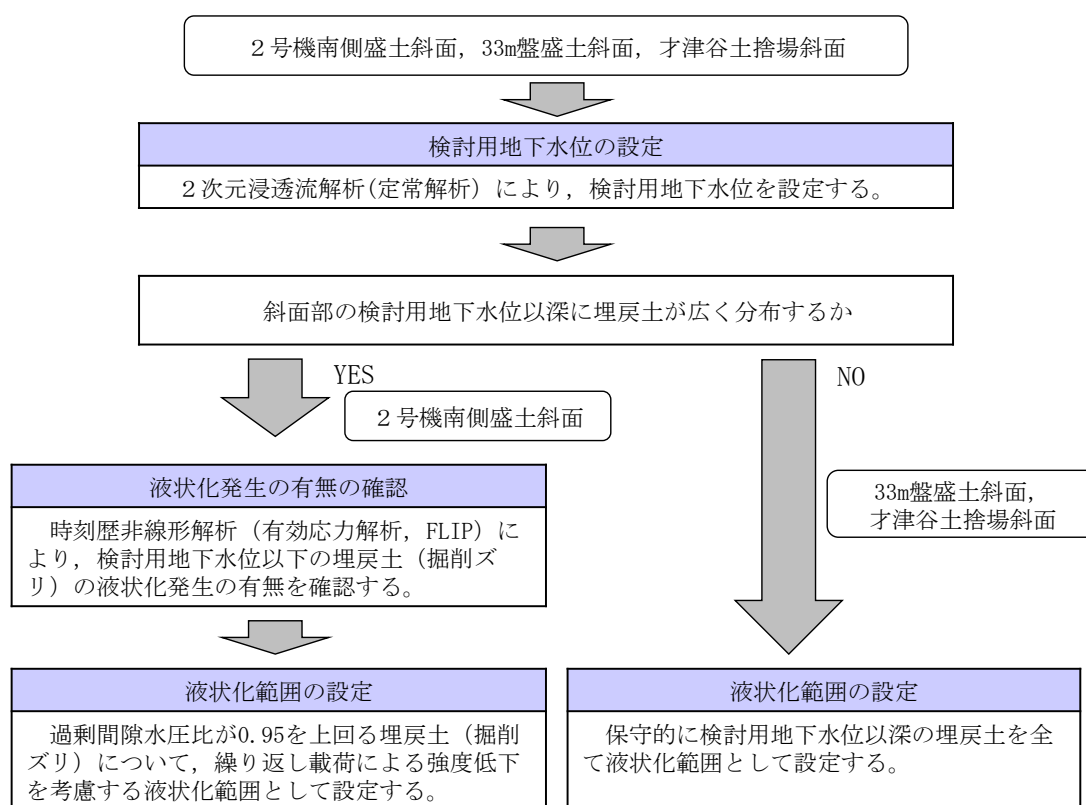 ２号機南側盛土斜面，33m盤盛土斜面，才津谷土捨場斜面
検討用地下水位の設定
２次元浸透流解析(定常解析）により，検討用地下水位を設定する。
斜面部の検討用地下水位以深に埋戻土が広く分布するか
YES
NO
２号機南側盛土斜面
33m盤盛土斜面，
才津谷土捨場斜面
液状化発生の有無の確認
時刻歴非線形解析（有効応力解析，FLIP）に
より，検討用地下水位以下の埋戻土（掘削ズ
リ）の液状化発生の有無を確認する。
液状化範囲の設定
過剰間隙水圧比が0.95を上回る埋戻土（掘削
ズリ）について，繰り返し載荷による強度低下
を考慮する液状化範囲として設定する。
液状化範囲の設定
保守的に検討用地下水位以深の埋戻土を全
て液状化範囲として設定する。